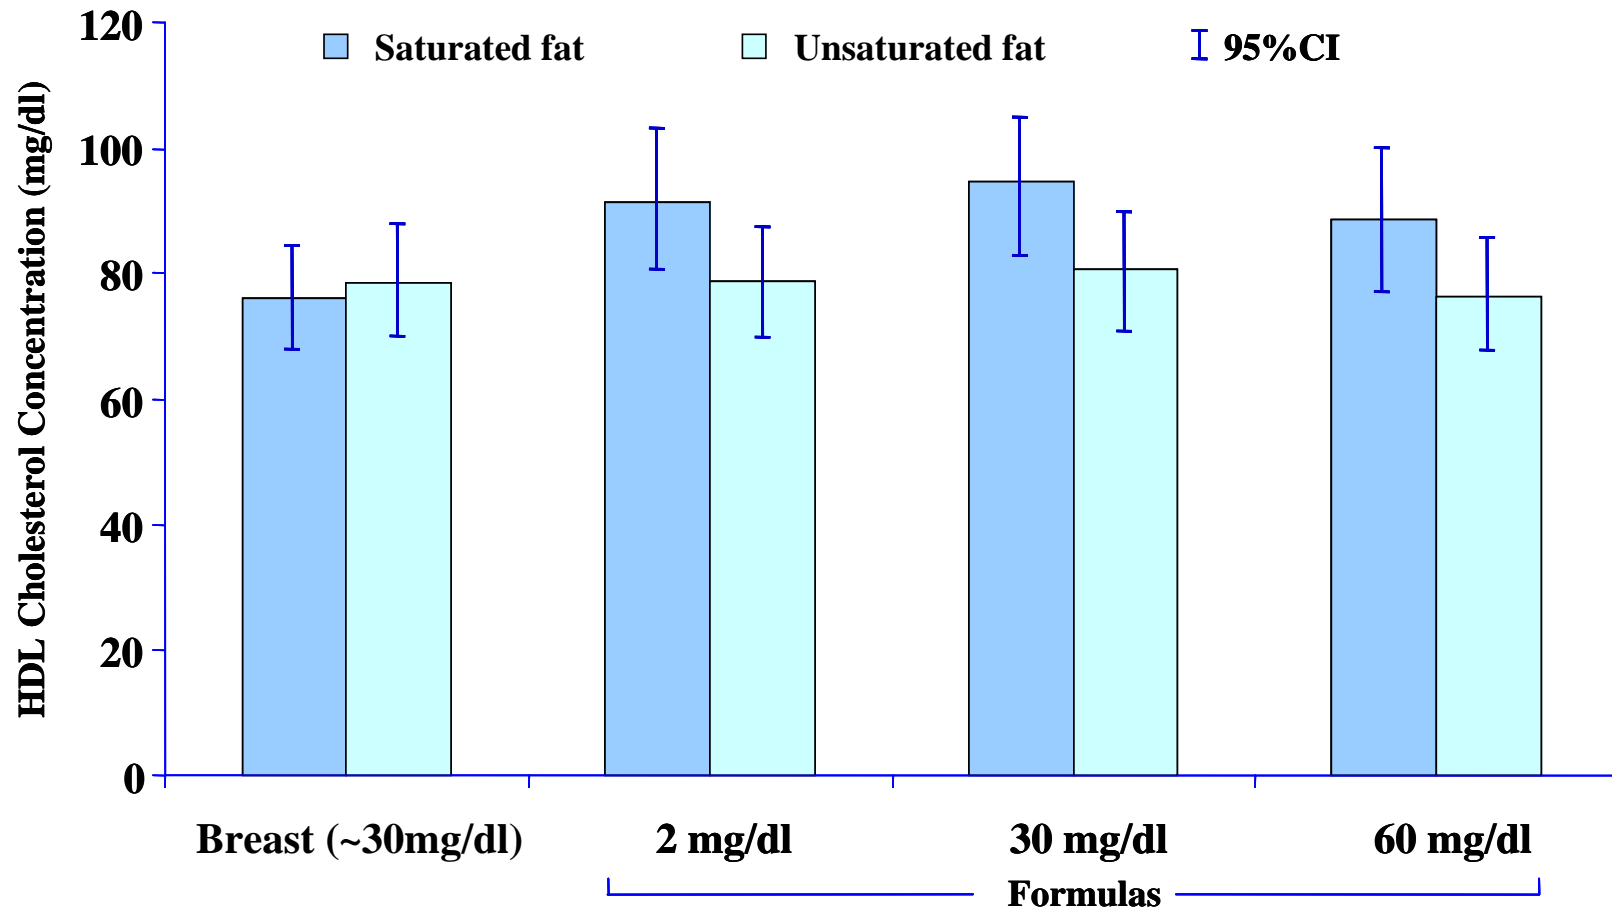 HDL Cholesterol Concentration (mg/dl)
120
100
80
60
40
20
0
Saturated fat
Unsaturated fat
95%CI
Breast (~30mg/dl)
2 mg/dl
30 mg/dl
60 mg/dl
Formulas